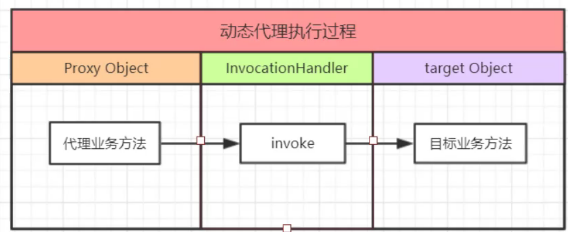 动态代理执行过程
Proxy Object
InvocationHandler
target Object
代理业务方法
invoke
目标业务方法